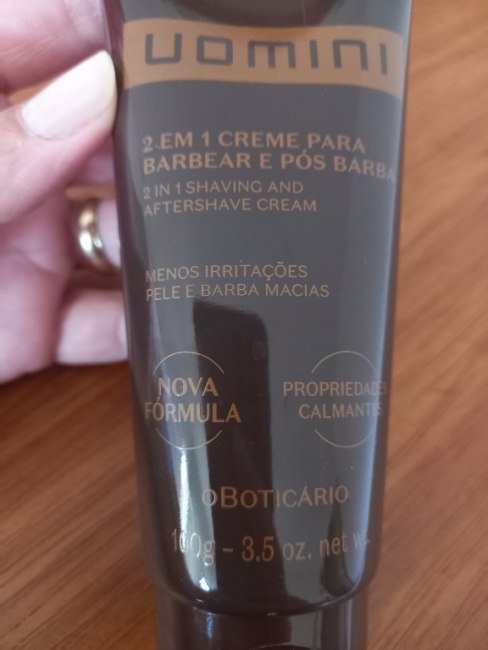 UOMINI
2 EM 1 CREME PARA
BARBEAR E PÓS BARBA
2 IN 1 SHAVING AND
AFTERSHAVE CREAM
MENOS IRRITAÇÕES
PELE E BARBA MACIAS
NOVA
FÓRMULA
PROPRIEDADES
CALMANTES
OBOTICÁRIO
100g - 3.5 oz. net wt.